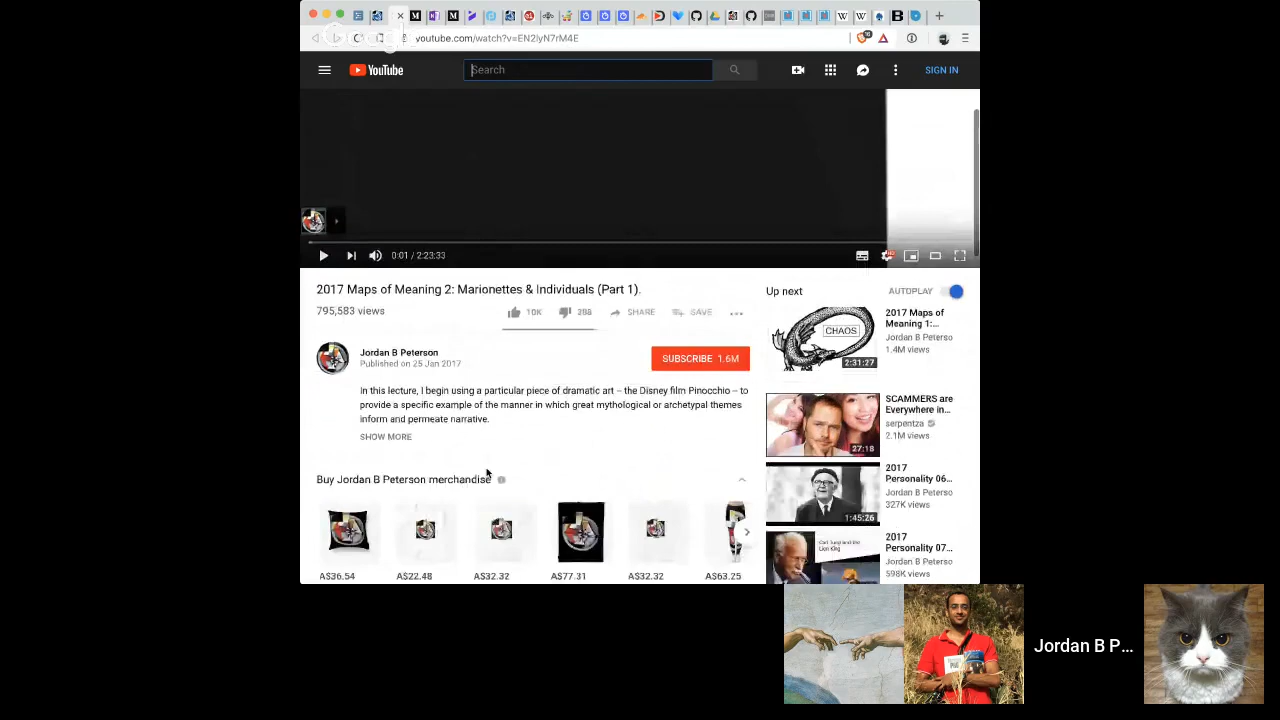 youtube.com/watch?v=EN2IyN7rM4E
YouTube
Search
SIGN IN
0:01 / 2:23:33
2017 Maps of Meaning 2: Marionettes & Individuals (Part 1).
795,583 views
10K
288
SHARE
SAVE
Jordan B Peterson
Published on 25 Jan 2017
SUBSCRIBE 1.6M
In this lecture, I begin using a particular piece of dramatic art – the Disney film Pinocchio – to
provide a specific example of the manner in which great mythological or archetypal themes
inform and permeate narrative.
SHOW MORE
Buy Jordan B Peterson merchandise
A$36.54
A$22.48
A$32.32
A$77.31
A$32.32
A$63.25
Up next
AUTOPLAY
CHAOS
2:31:27
2017 Maps of
Meaning 1:...
Jordan B Peterso
1.4M views
27:18
SCAMMERS are
Everywhere in...
serpentza
2.1M views
1:45:26
2017
Personality 06...
Jordan B Peterso
327K views
Carl Jung and the
Lion King
2017
Personality 07...
Jordan B Peterso
598K views
Jordan B P...